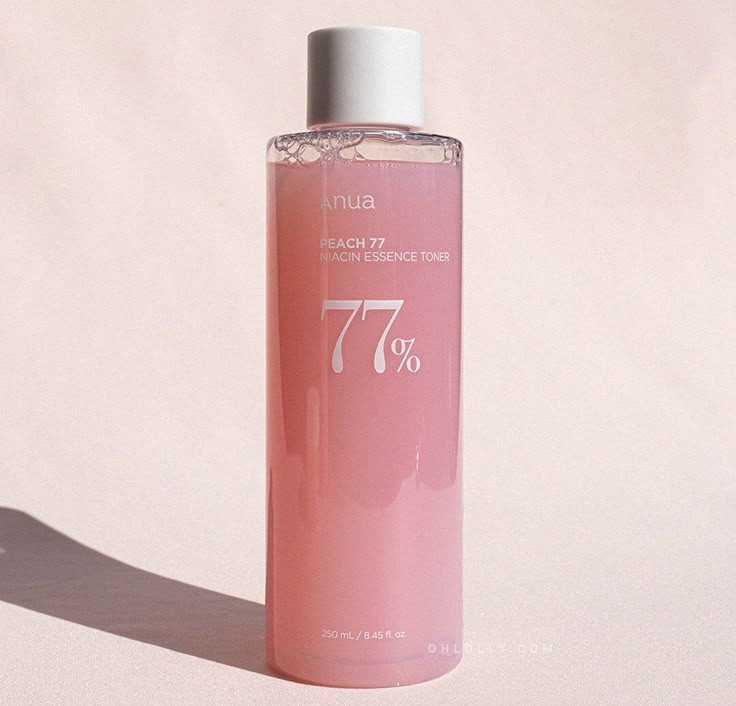 Anua
PEACH 77
NIACIN ESSENCE TONER
77%
250 mL / 8.45 fl. oz.
OHLOLLY.COM